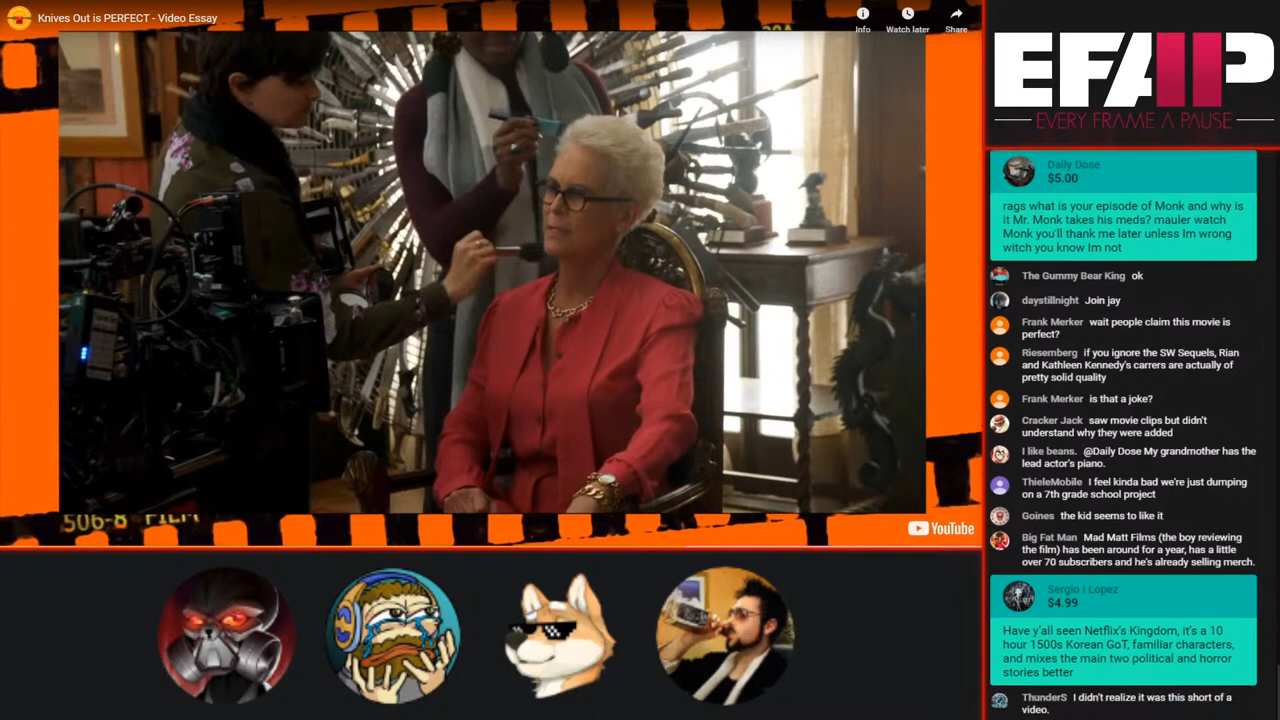 Knives Out is PERFECT - Video Essay
Info
Watch later
Share
506-8 FILM
YouTube
EFAP
EVERY FRAME A PAUSE
Daily Dose
$5.00
rags what is your episode of Monk and why is
it Mr. Monk takes his meds? mauler watch
Monk you'll thank me later unless Im wrong
witch you know Im not
The Gummy Bear King ok
daystillnight Join jay
Frank Merker wait people claim this movie is
perfect?
Riesemberg if you ignore the SW Sequels, Rian
and Kathleen Kennedy's carrers are actually of
pretty solid quality
Frank Merker is that a joke?
Cracker Jack saw movie clips but didn't
understand why they were added
I like beans. @Daily Dose My grandmother has the
lead actor's piano.
ThieleMobile I feel kinda bad we're just dumping
on a 7th grade school project
Goines the kid seems to like it
Big Fat Man Mad Matt Films (the boy reviewing
the film) has been around for a year, has a little
over 70 subscribers and he's already selling merch.
Sergio I Lopez
$4.99
Have y'all seen Netflix's Kingdom, it's a 10
hour 1500s Korean GoT, familiar characters,
and mixes the main two political and horror
stories better
ThunderS I didn't realize it was this short of a
video.